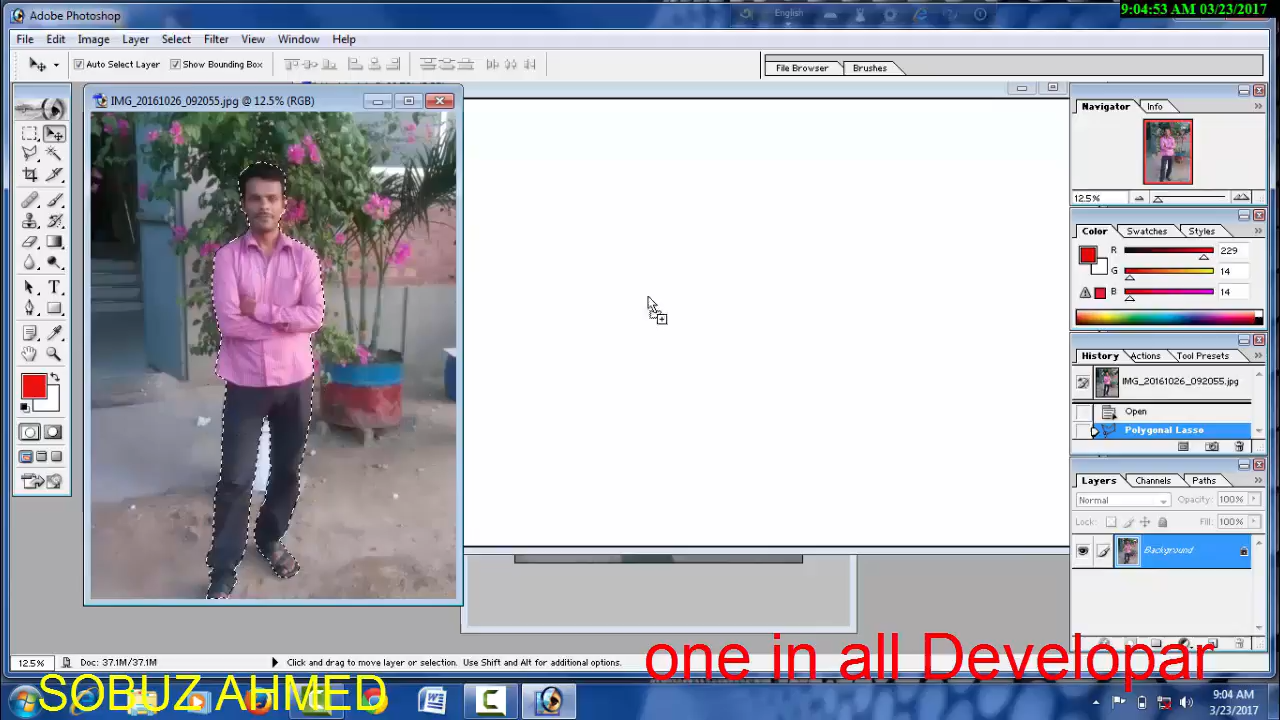 Adobe Photoshop
English
9:04:53 AM 03/23/2017
File Edit Image Layer Select Filter View Window Help
Auto Select Layer Show Bounding Box
File Browser Brushes
IMG_20161026_092055.jpg @ 12.5% (RGB)
Navigator Info
12.5%
Color Swatches Styles
R 229
G 14
B 14
History Actions Tool Presets
IMG_20161026_092055.jpg
Open
Polygonal Lasso
Layers Channels Paths
Normal Opacity: 100%
Lock: Fill: 100%
Background
12.5% Doc: 37.1M/37.1M Click and drag to move layer or selection. Use Shift and Alt for additional options.
one in all Developar
SOBUZ AHMED
9:04 AM
3/23/2017